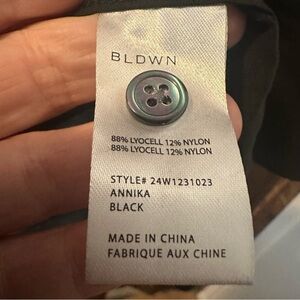 BLDWN
88% LYOCELL 12% NYLON
88% LYOCELL 12% NYLON
STYLE# 24W1231023
ANNIKA
BLACK
MADE IN CHINA
FABRIQUE AUX CHINE